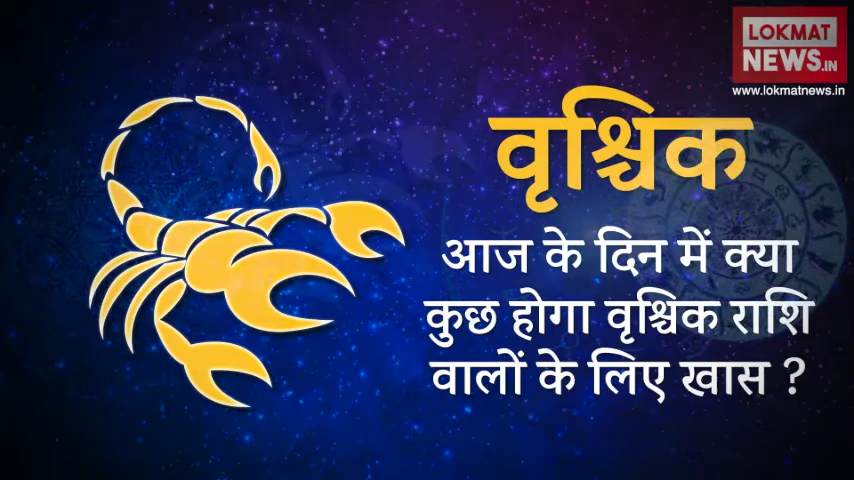 LOKMAT
NEWS.IN
www.lokmatnews.in
वृश्चिक
आज के दिन में क्या
कुछ होगा वृश्चिक राशि
वालों के लिए खास ?